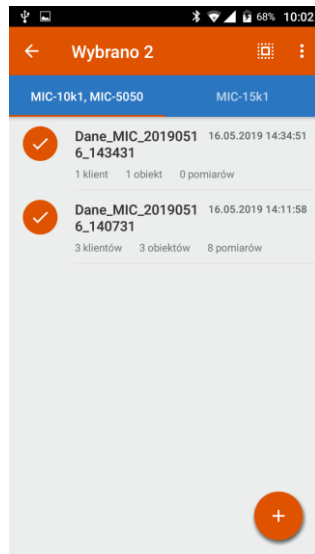 68% 10:02
Wybrano 2
MIC-10k1, MIC-5050 MIC-15k1
Dane_MIC_2019051 16.05.2019 14:34:51
6_143431
1 klient 1 obiekt 0 pomiarów
Dane_MIC_2019051 16.05.2019 14:11:58
6_140731
3 klientów 3 obiektów 8 pomiarów
+